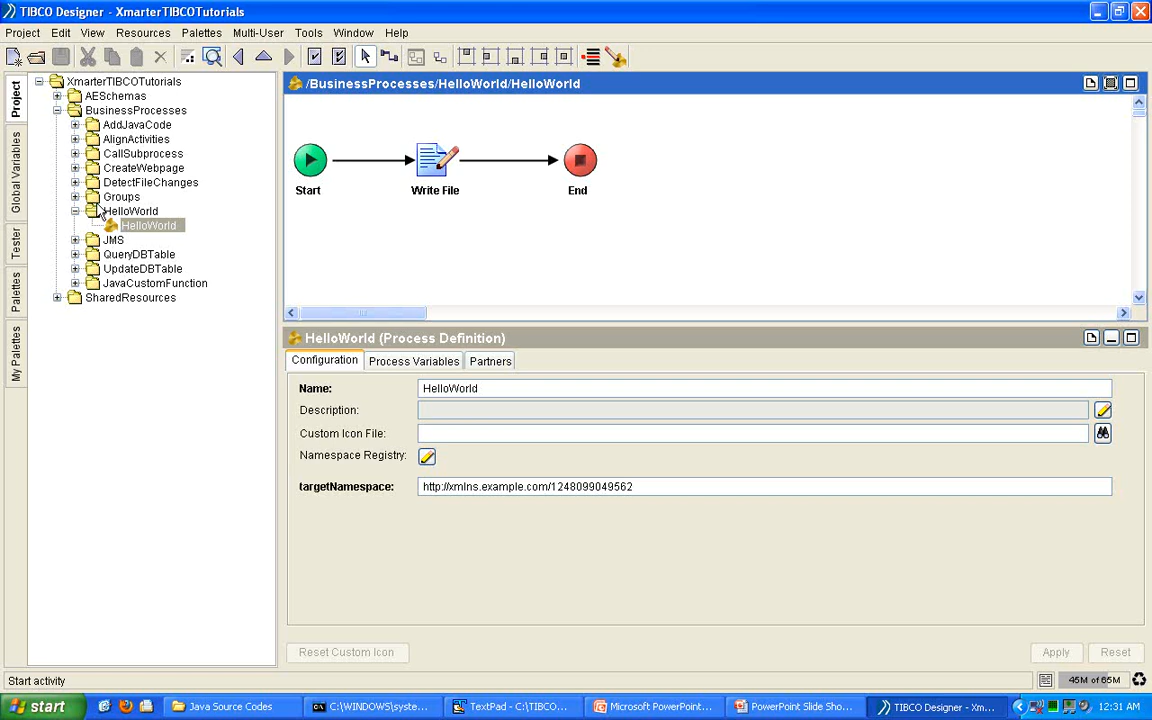 TIBCO Designer - XmarterTIBCOTutorials
Project Edit View Resources Palettes Multi-User Tools Window Help
Project
Global Variables
Tester
Palettes
My Palettes
XmarterTIBCOTutorials
AESchemas
BusinessProcesses
AddJavaCode
AlignActivities
CallSubprocess
CreateWebpage
DetectFileChanges
Groups
HelloWorld
HelloWorld
JMS
QueryDBTable
UpdateDBTable
JavaCustomFunction
SharedResources
/BusinessProcesses/HelloWorld/HelloWorld
Start Write File End
HelloWorld (Process Definition)
Configuration Process Variables Partners
Name: HelloWorld
Description:
Custom Icon File:
Namespace Registry:
targetNamespace: http://xmlns.example.com/1248099049562
Reset Custom Icon Apply Reset
Start activity 45M of 65M
start Java Source Codes C:\WINDOWS\syste... TextPad - C:\TIBCO... Microsoft PowerPoint... PowerPoint Slide Sho... TIBCO Designer - Xm... 12:31 AM